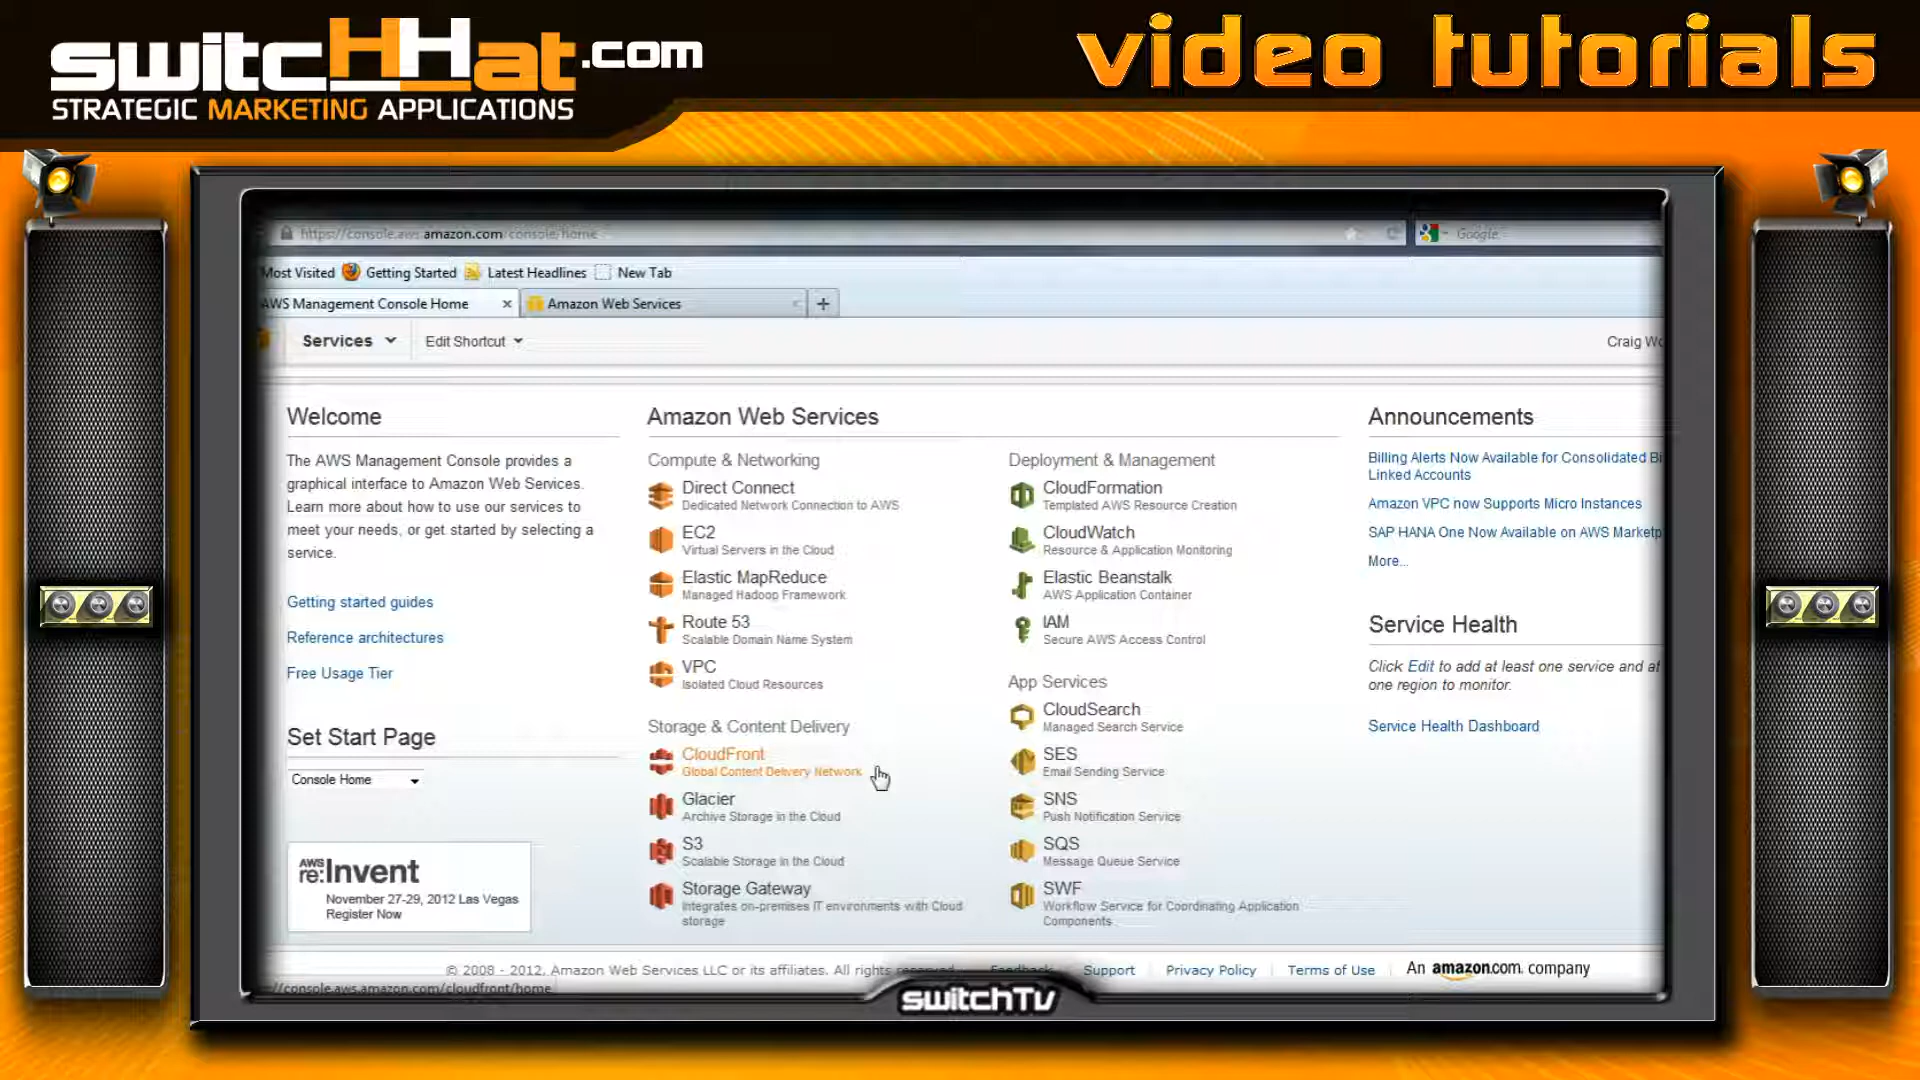 switcHHat.com
STRATEGIC MARKETING APPLICATIONS
video tutorials
https://console.aws.amazon.com/console/home
Google
Most Visited Getting Started Latest Headlines New Tab
AWS Management Console Home
Amazon Web Services
Services
Edit Shortcut
Craig
Welcome
The AWS Management Console provides a
graphical interface to Amazon Web Services.
Learn more about how to use our services to
meet your needs, or get started by selecting a
service.
Getting started guides
Reference architectures
Free Usage Tier
Set Start Page
Console Home
AWS
re:Invent
November 27-29, 2012 Las Vegas
Register Now
Amazon Web Services
Compute & Networking
Direct Connect
Dedicated Network Connection to AWS
EC2
Virtual Servers in the Cloud
Elastic MapReduce
Managed Hadoop Framework
Route 53
Scalable Domain Name System
VPC
Isolated Cloud Resources
Storage & Content Delivery
CloudFront
Global Content Delivery Network
Glacier
Archive Storage in the Cloud
S3
Scalable Storage in the Cloud
Storage Gateway
Integrates on-premises IT environments with Cloud
storage
Deployment & Management
CloudFormation
Templated AWS Resource Creation
CloudWatch
Resource & Application Monitoring
Elastic Beanstalk
AWS Application Container
IAM
Secure AWS Access Control
App Services
CloudSearch
Managed Search Service
SES
Email Sending Service
SNS
Push Notification Service
SQS
Message Queue Service
SWF
Workflow Service for Coordinating Application
Components
Announcements
Billing Alerts Now Available for Consolidated
Linked Accounts
Amazon VPC now Supports Micro Instances
SAP HANA One Now Available on AWS
More...
Service Health
Click Edit to add at least one service and
one region to monitor.
Service Health Dashboard
© 2008 - 2012, Amazon Web Services LLC or its affiliates. All rights reserved.
Feedback
Support
Privacy Policy
Terms of Use
An amazon.com. company
//console.aws.amazon.com/cloudfront/home
switchTv